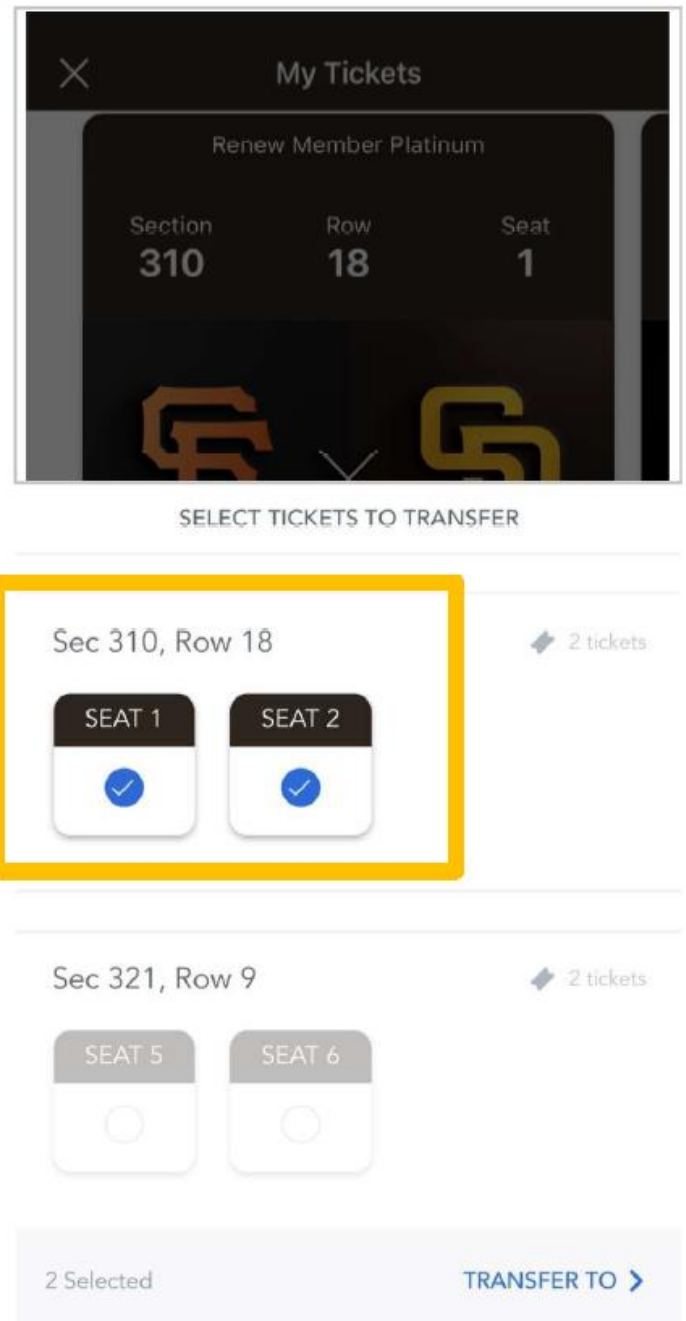 My Tickets
Renew Member Platinum
Section Row Seat
310 18 1
SF SD
SELECT TICKETS TO TRANSFER
Sec 310, Row 18 2 tickets
SEAT 1 SEAT 2
Sec 321, Row 9 2 tickets
SEAT 5 SEAT 6
2 Selected TRANSFER TO